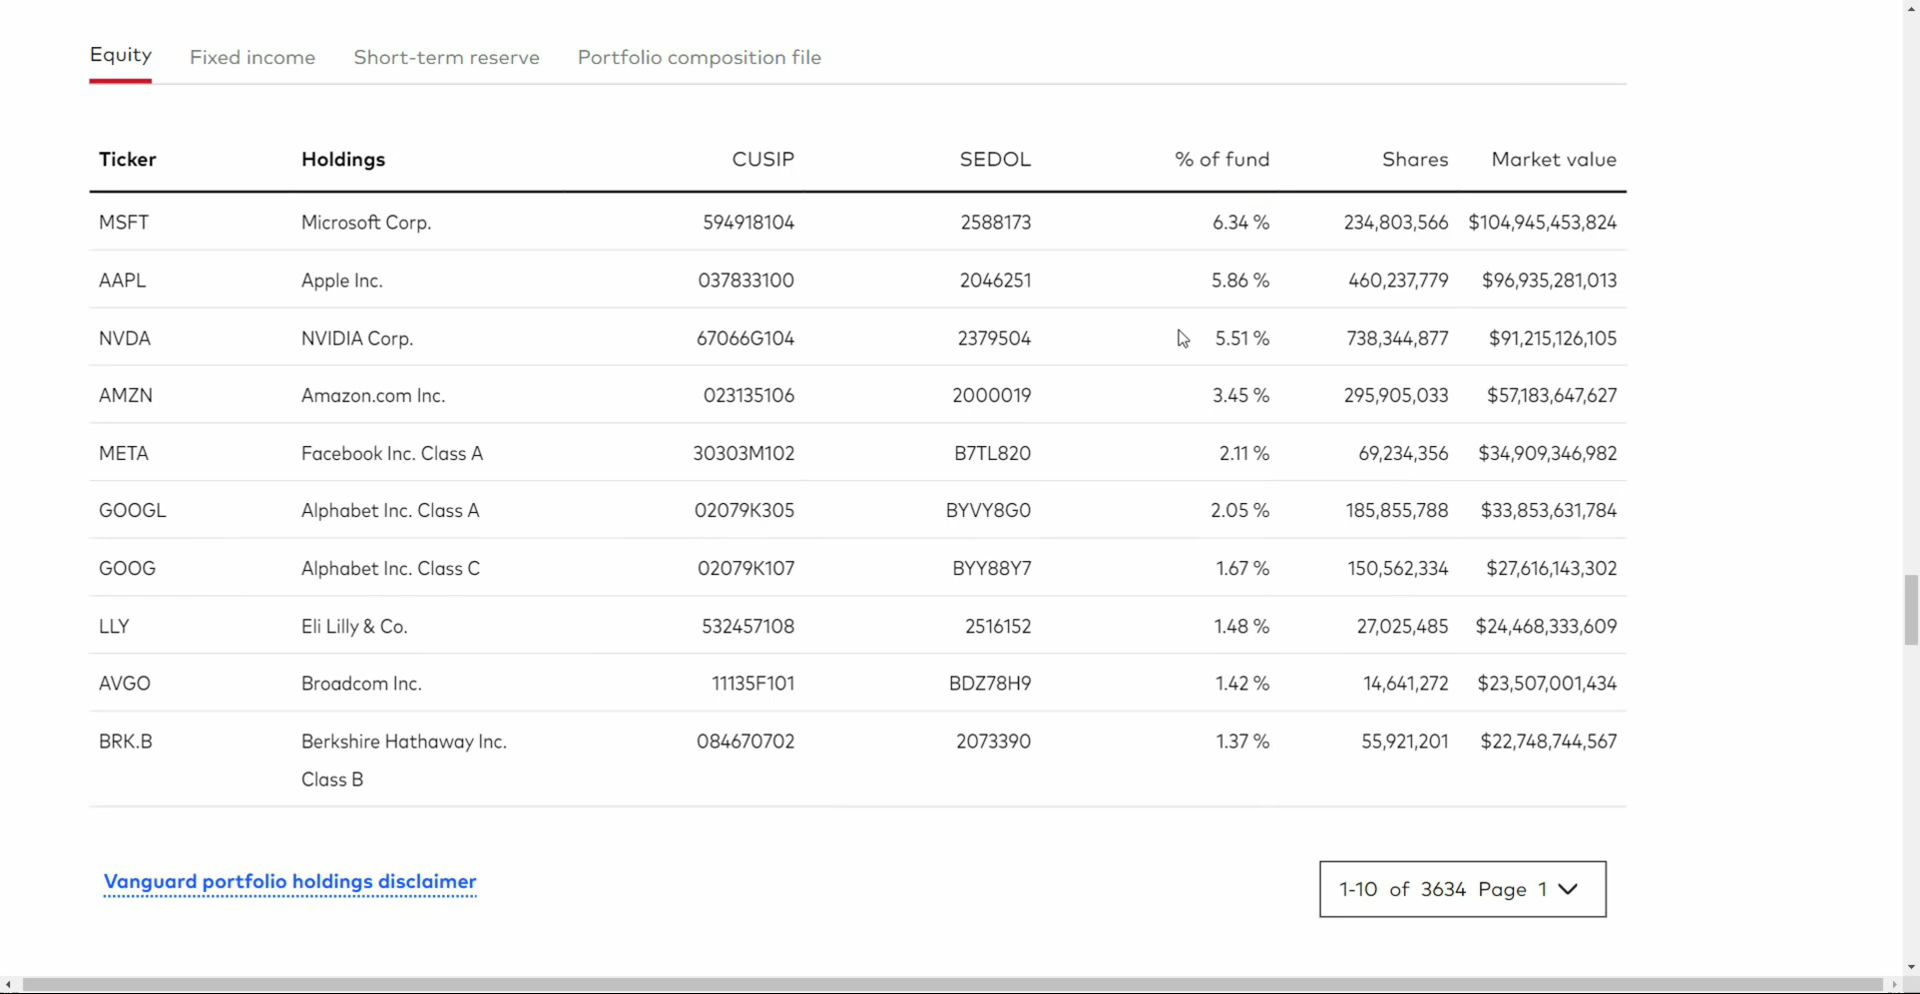 Equity Fixed income Short-term reserve Portfolio composition file
Ticker Holdings CUSIP SEDOL % of fund Shares Market value
MSFT Microsoft Corp. 594918104 2588173 6.34 % 234,803,566 $104,945,453,824
AAPL Apple Inc. 037833100 2046251 5.86 % 460,237,779 $96,935,281,013
NVDA NVIDIA Corp. 67066G104 2379504 5.51 % 738,344,877 $91,215,126,105
AMZN Amazon.com Inc. 023135106 2000019 3.45 % 295,905,033 $57,183,647,627
META Facebook Inc. Class A 30303M102 B7TL820 2.11 % 69,234,356 $34,909,346,982
GOOGL Alphabet Inc. Class A 02079K305 BYVY8G0 2.05 % 185,855,788 $33,853,631,784
GOOG Alphabet Inc. Class C 02079K107 BYY88Y7 1.67 % 150,562,334 $27,616,143,302
LLY Eli Lilly & Co. 532457108 2516152 1.48 % 27,025,485 $24,468,333,609
AVGO Broadcom Inc. 11135F101 BDZ78H9 1.42 % 14,641,272 $23,507,001,434
BRK.B Berkshire Hathaway Inc. 084670702 2073390 1.37 % 55,921,201 $22,748,744,567
Class B
Vanguard portfolio holdings disclaimer 1-10 of 3634 Page 1